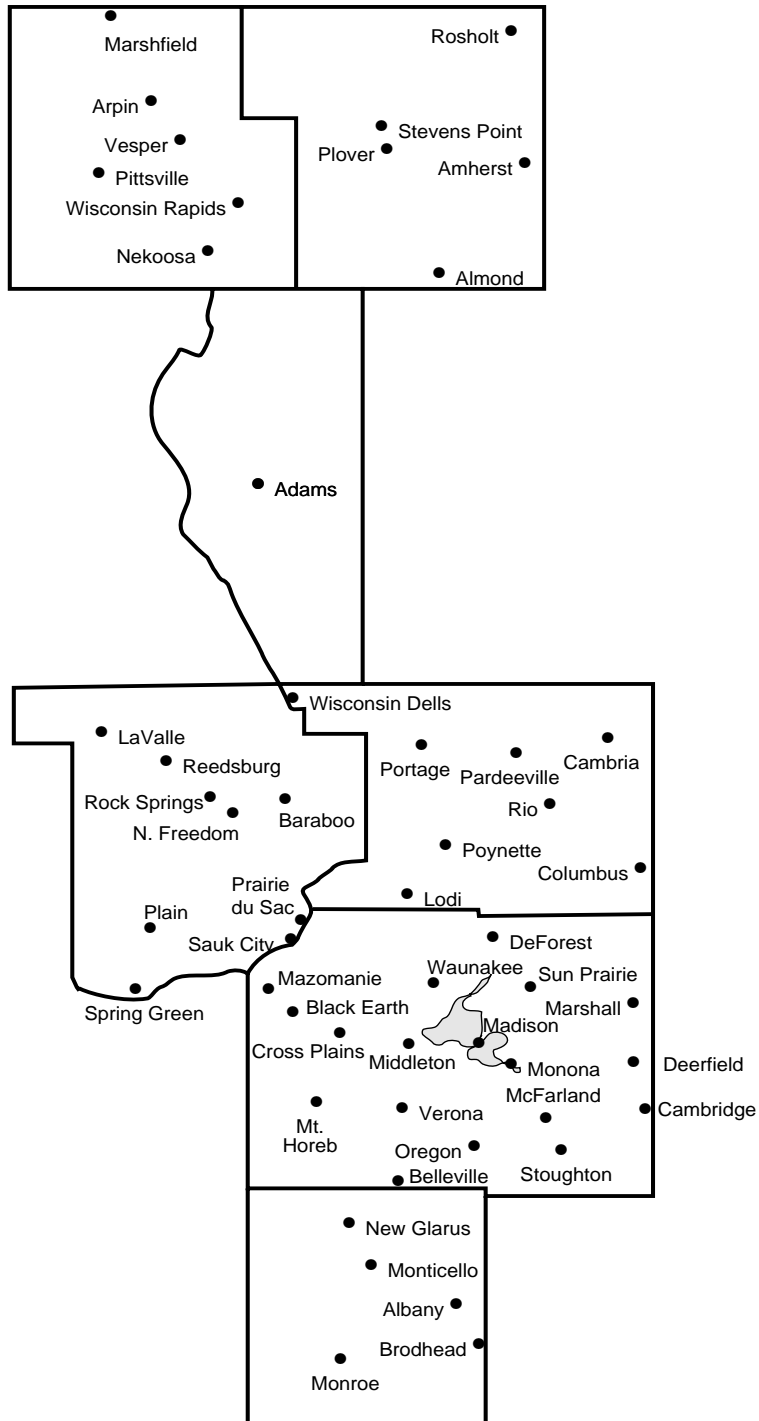 Marshfield
Rosholt
Arpin
Stevens Point
Vesper
Plover
Amherst
Pittsville
Wisconsin Rapids
Nekoosa
Almond
Adams
Wisconsin Dells
LaValle
Reedsburg
Portage
Pardeeville
Cambria
Rock Springs
N. Freedom
Baraboo
Rio
Poynette
Columbus
Prairie
du Sac
Lodi
Plain
Sauk City
DeForest
Mazomanie
Waunakee
Sun Prairie
Spring Green
Black Earth
Marshall
Madison
Cross Plains
Middleton
Monona
Deerfield
McFarland
Mt.
Horeb
Verona
Cambridge
Oregon
Stoughton
Belleville
New Glarus
Monticello
Albany
Brodhead
Monroe